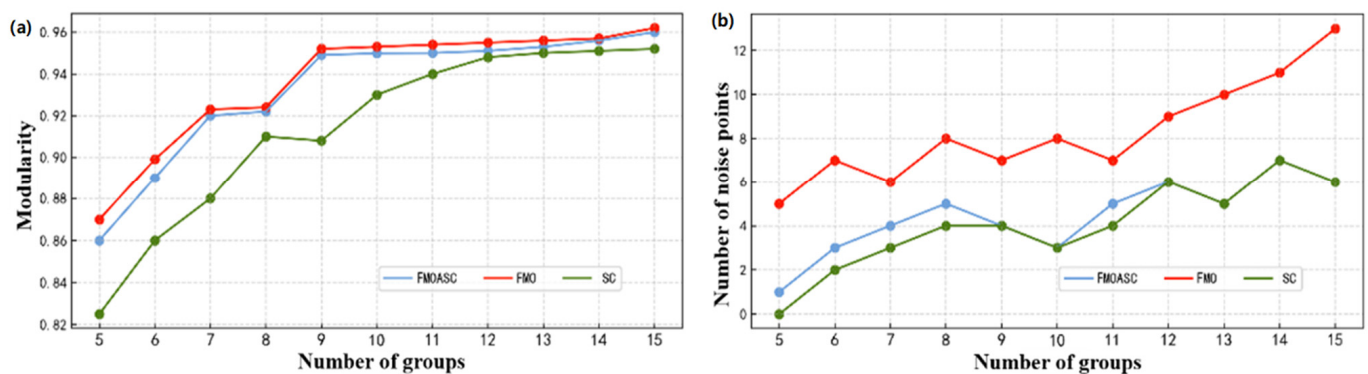 (a)
0.96
0.94
0.92
0.90
0.88
0.86
0.84
0.82
Modularity
FMOASC FMO SC
5 6 7 8 9 10 11 12 13 14 15
Number of groups
(b)
12
10
8
6
4
2
0
Number of noise points
FMOASC FMO SC
5 6 7 8 9 10 11 12 13 14 15
Number of groups